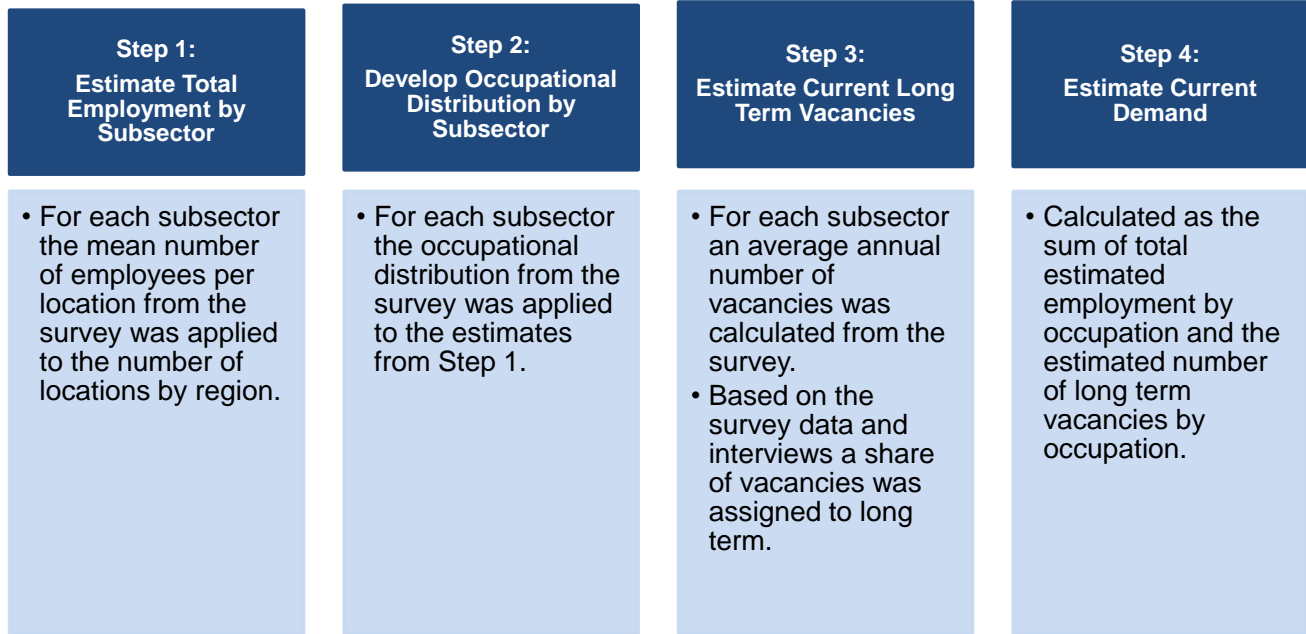 Step 1:
Estimate Total
Employment by
Subsector
• For each subsector
the mean number
of employees per
location from the
survey was applied
to the number of
locations by region.
Step 2:
Develop Occupational
Distribution by
Subsector
• For each subsector
the occupational
distribution from the
survey was applied
to the estimates
from Step 1.
Step 3:
Estimate Current Long
Term Vacancies
• For each subsector
an average annual
number of
vacancies was
calculated from the
survey.
• Based on the
survey data and
interviews a share
of vacancies was
assigned to long
term.
Step 4:
Estimate Current
Demand
• Calculated as the
sum of total
estimated
employment by
occupation and the
estimated number
of long term
vacancies by
occupation.